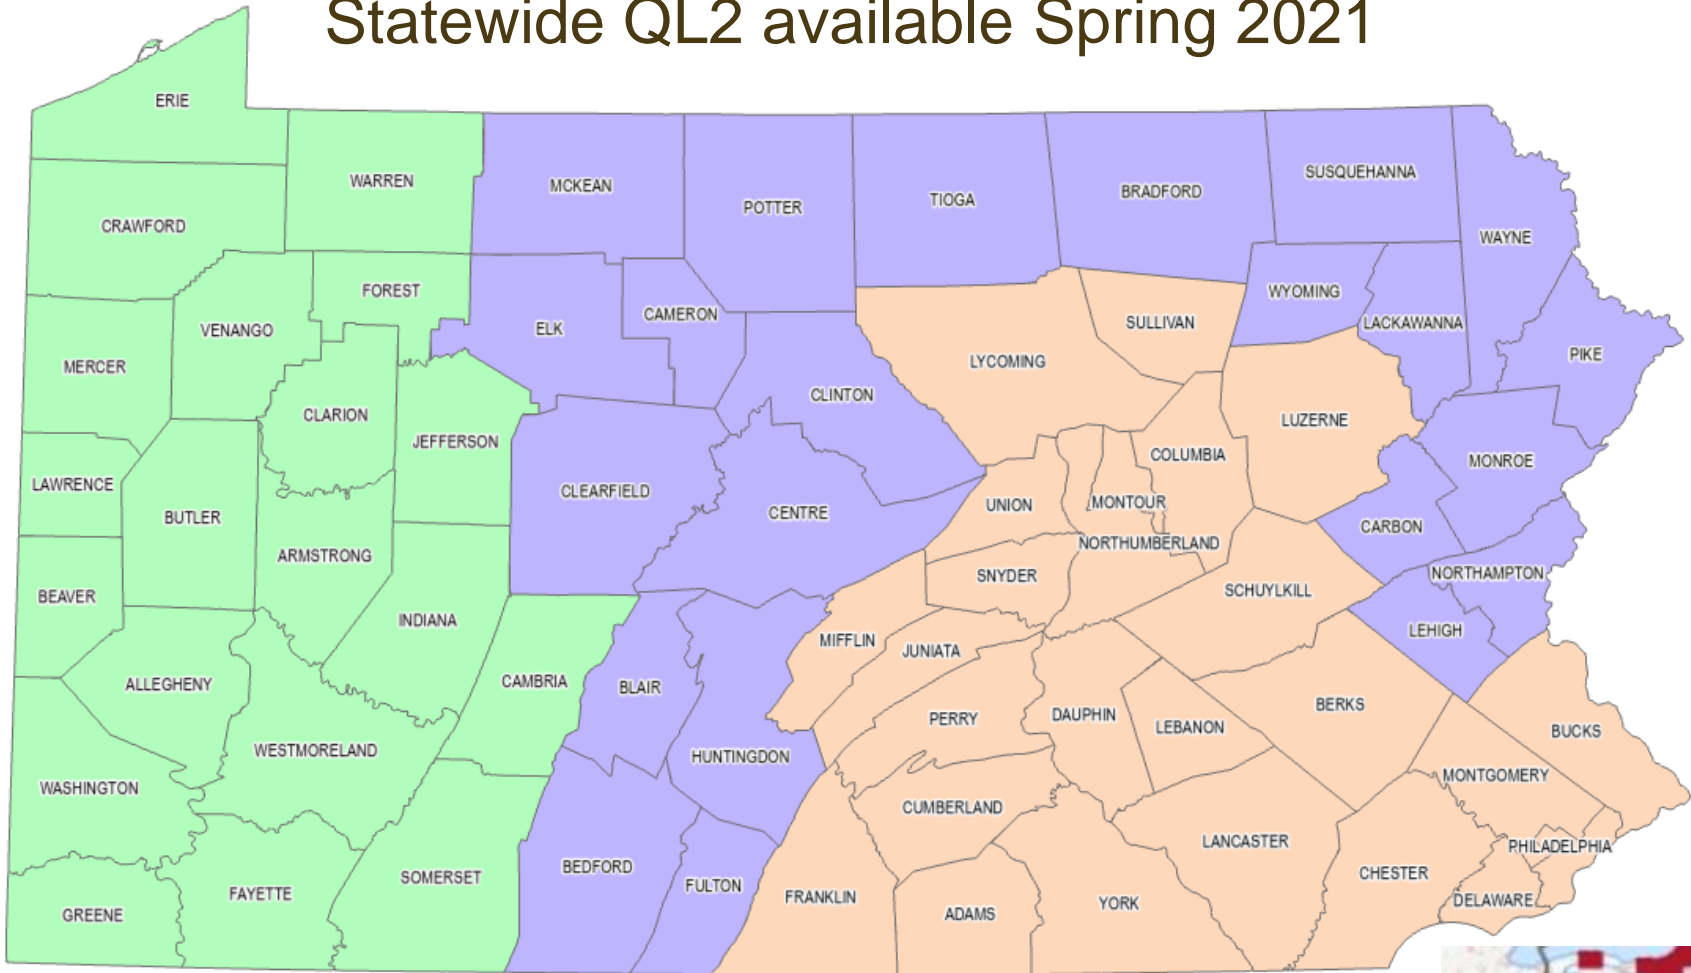 Statewide QL2 available Spring 2021
ERIE
WARREN
MCKEAN
POTTER
TIOGA
BRADFORD
SUSQUEHANNA
WAYNE
CRAWFORD
FOREST
VENANGO
ELK
CAMERON
WYOMING
LACKAWANNA
PIKE
SULLIVAN
LYCOMING
MERCER
CLARION
JEFFERSON
CLINTON
LUZERNE
COLUMBIA
MONROE
LAWRENCE
BUTLER
CLEARFIELD
CENTRE
UNION
MONTOUR
CARBON
ARMSTRONG
NORTHUMBERLAND
NORTHAMPTON
SNYDER
SCHUYLKILL
BEAVER
INDIANA
MIFFLIN
JUNIATA
LEHIGH
ALLEGHENY
CAMBRIA
BLAIR
PERRY
DAUPHIN
LEBANON
BERKS
BUCKS
WESTMORELAND
HUNTINGDON
MONTGOMERY
WASHINGTON
CUMBERLAND
LANCASTER
PHILADELPHIA
BEDFORD
SOMERSET
FULTON
FRANKLIN
CHESTER
DELAWARE
FAYETTE
GREENE
ADAMS
YORK